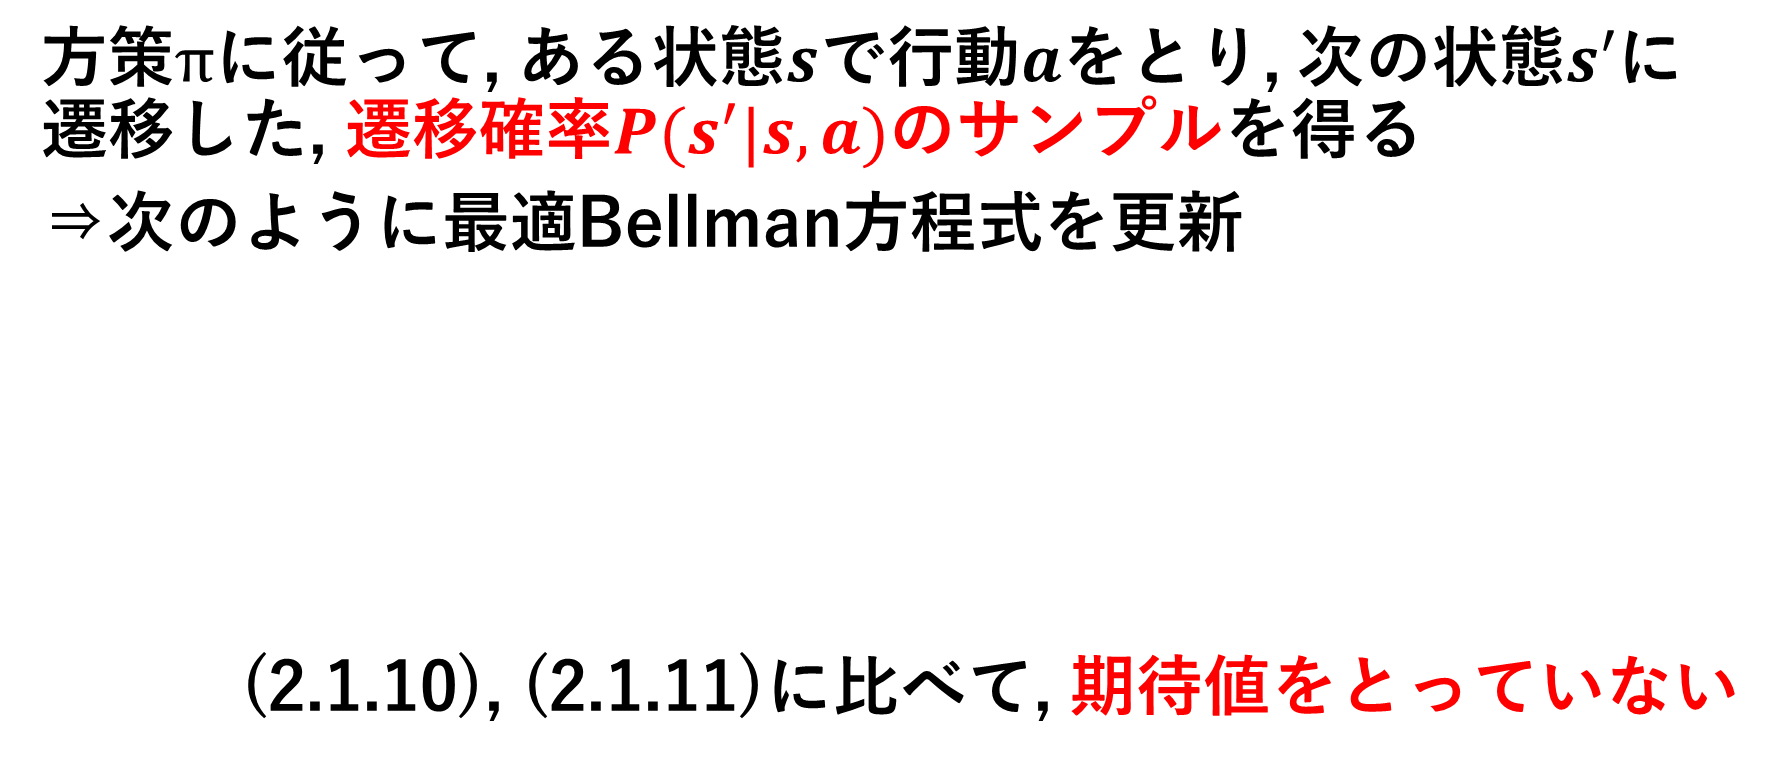 方策πに従って, ある状態sで行動aをとり, 次の状態s′に
遷移した, 遷移確率P(s′|s, a)のサンプルを得る
⇒次のように最適Bellman方程式を更新
(2.1.10), (2.1.11)に比べて, 期待値をとっていない